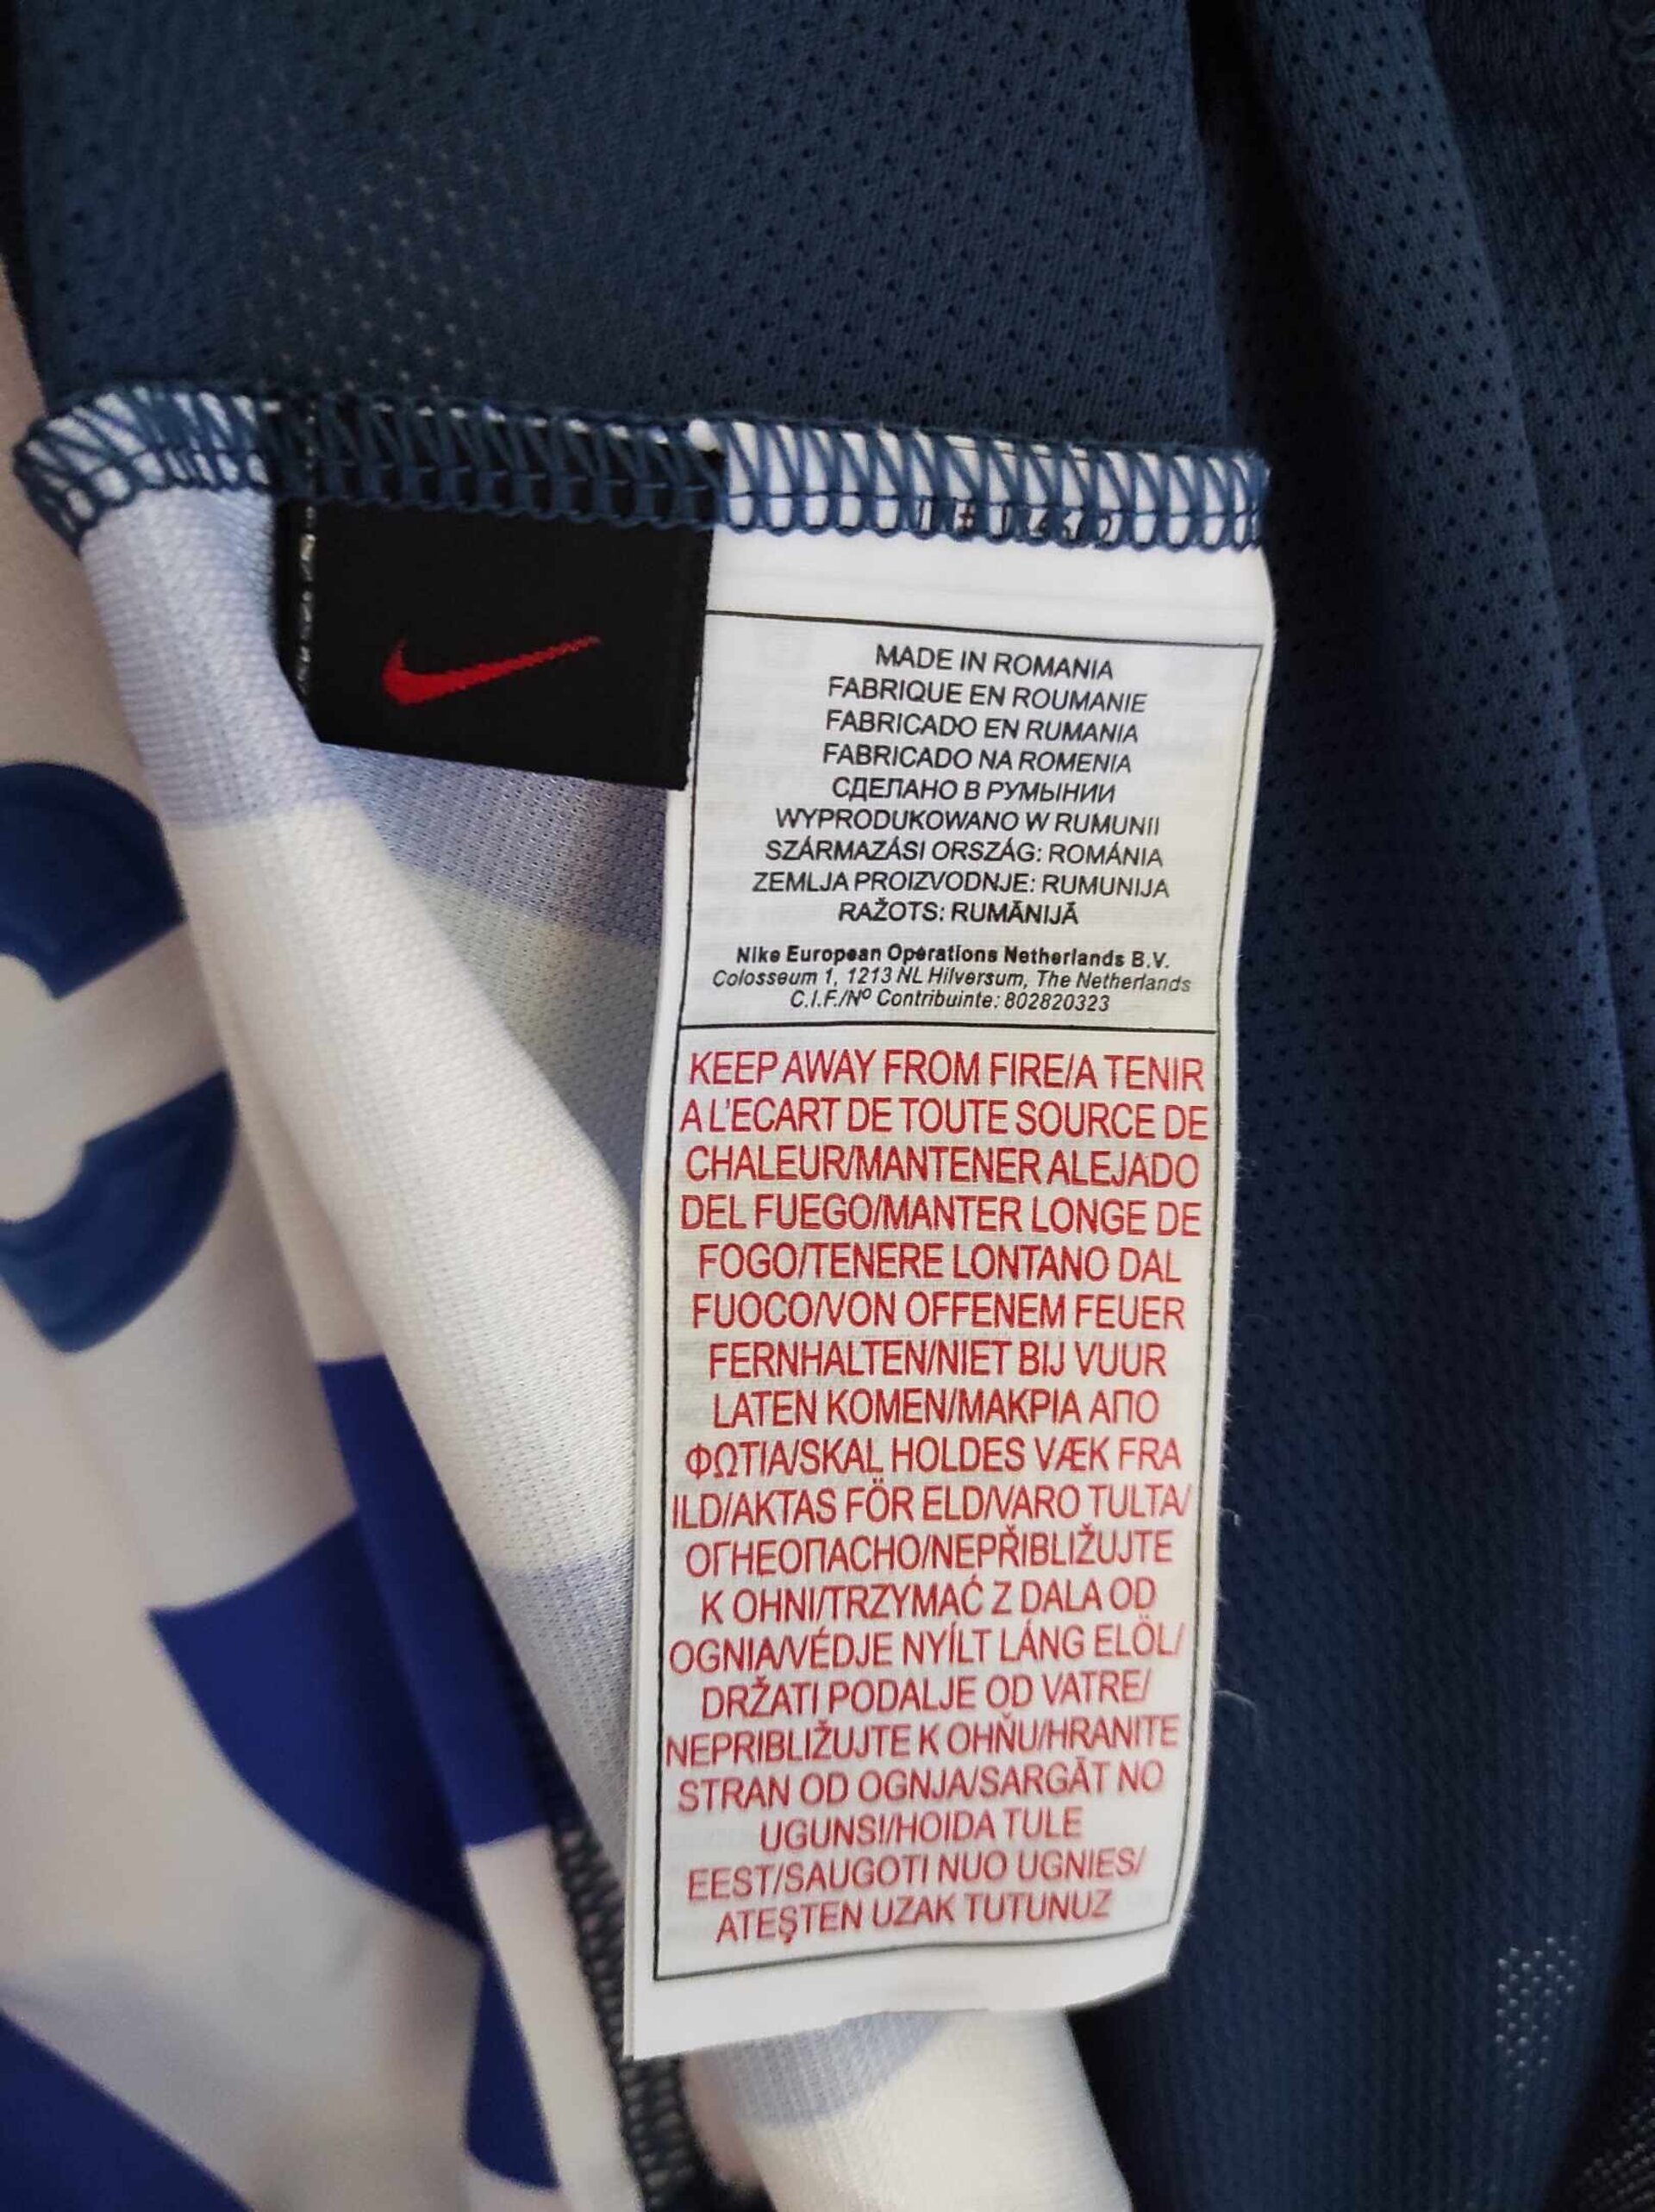 MADE IN ROMANIA
FABRIQUE EN ROUMANIE
FABRICADO EN RUMANIA
FABRICADO NA ROMENIA
СДЕЛАНО В РУМЫНИИ
WYPRODUKOWANO W RUMUNII
SZÁRMAZÁSI ORSZÁG: ROMÁNIA
ZEMLJA PROIZVODNJE: RUMUNIJA
RAŽOTS: RUMĀNIJĀ
Nike European Operations Netherlands B.V.
Colosseum 1, 1213 NL Hilversum, The Netherlands
C.I.F./Nº Contribuinte: 802820323
KEEP AWAY FROM FIRE/A TENIR
A L'ECART DE TOUTE SOURCE DE
CHALEUR/MANTENER ALEJADO
DEL FUEGO/MANTER LONGE DE
FOGO/TENERE LONTANO DAL
FUOCO/VON OFFENEM FEUER
FERNHALTEN/NIET BIJ VUUR
LATEN KOMEN/ΜΑΚΡΙΑ ΑΠΟ
ΦΩΤΙΑ/SKAL HOLDES VÆK FRA
ILD/AKTAS FÖR ELD/VARO TULTA/
ОГНЕОПАСНО/NEPŘIBLIŽUJTE
K OHNI/TRZYMAĆ Z DALA OD
OGNIA/VÉDJE NYÍLT LÁNG ELÖL/
DRŽATI PODALJE OD VATRE/
NEPRIBLIŽUJTE K OHŇU/HRANITE
STRAN OD OGNJA/SARGĀT NO
UGUNS!/HOIDA TULE
EEST/SAUGOTI NUO UGNIES/
ATEŞTEN UZAK TUTUNUZ